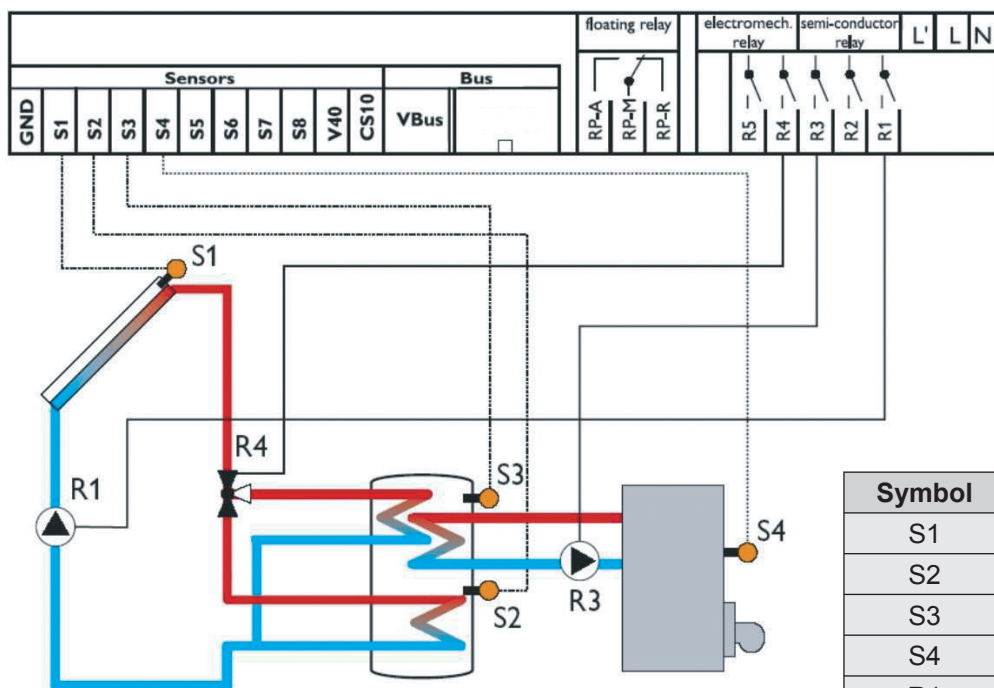 floating relay
electromech. relay
semi-conductor relay
L' L N
Sensors
Bus
GND S1 S2 S3 S4 S5 S6 S7 S8 V40 CS10
VBus
RP-A RP-M RP-R
R5 R4 R3 R2 R1
S1
R4
R1
S3
S4
R3
S2
Symbol
S1
S2
S3
S4